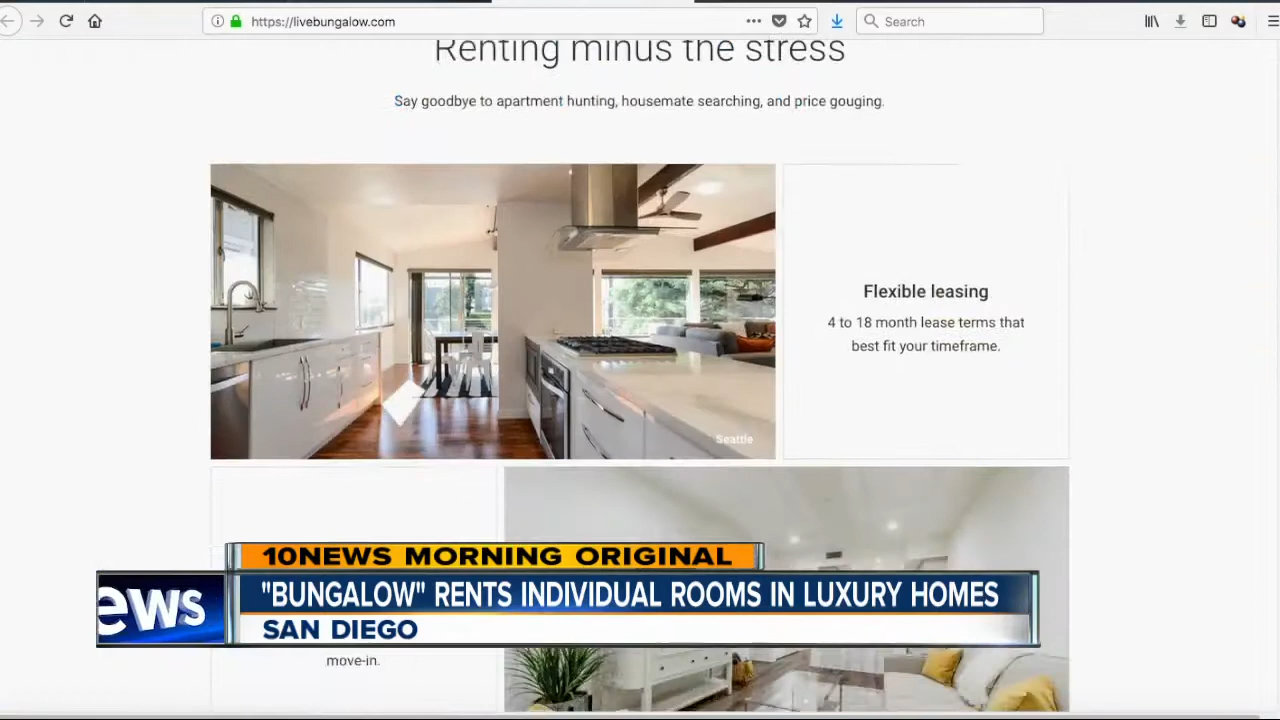 https://livebungalow.com
Search
Renting minus the stress
Say goodbye to apartment hunting, housemate searching, and price gouging.
Flexible leasing
4 to 18 month lease terms that
best fit your timeframe.
Seattle
10NEWS MORNING ORIGINAL
"BUNGALOW" RENTS INDIVIDUAL ROOMS IN LUXURY HOMES
ews
SAN DIEGO
move-in.